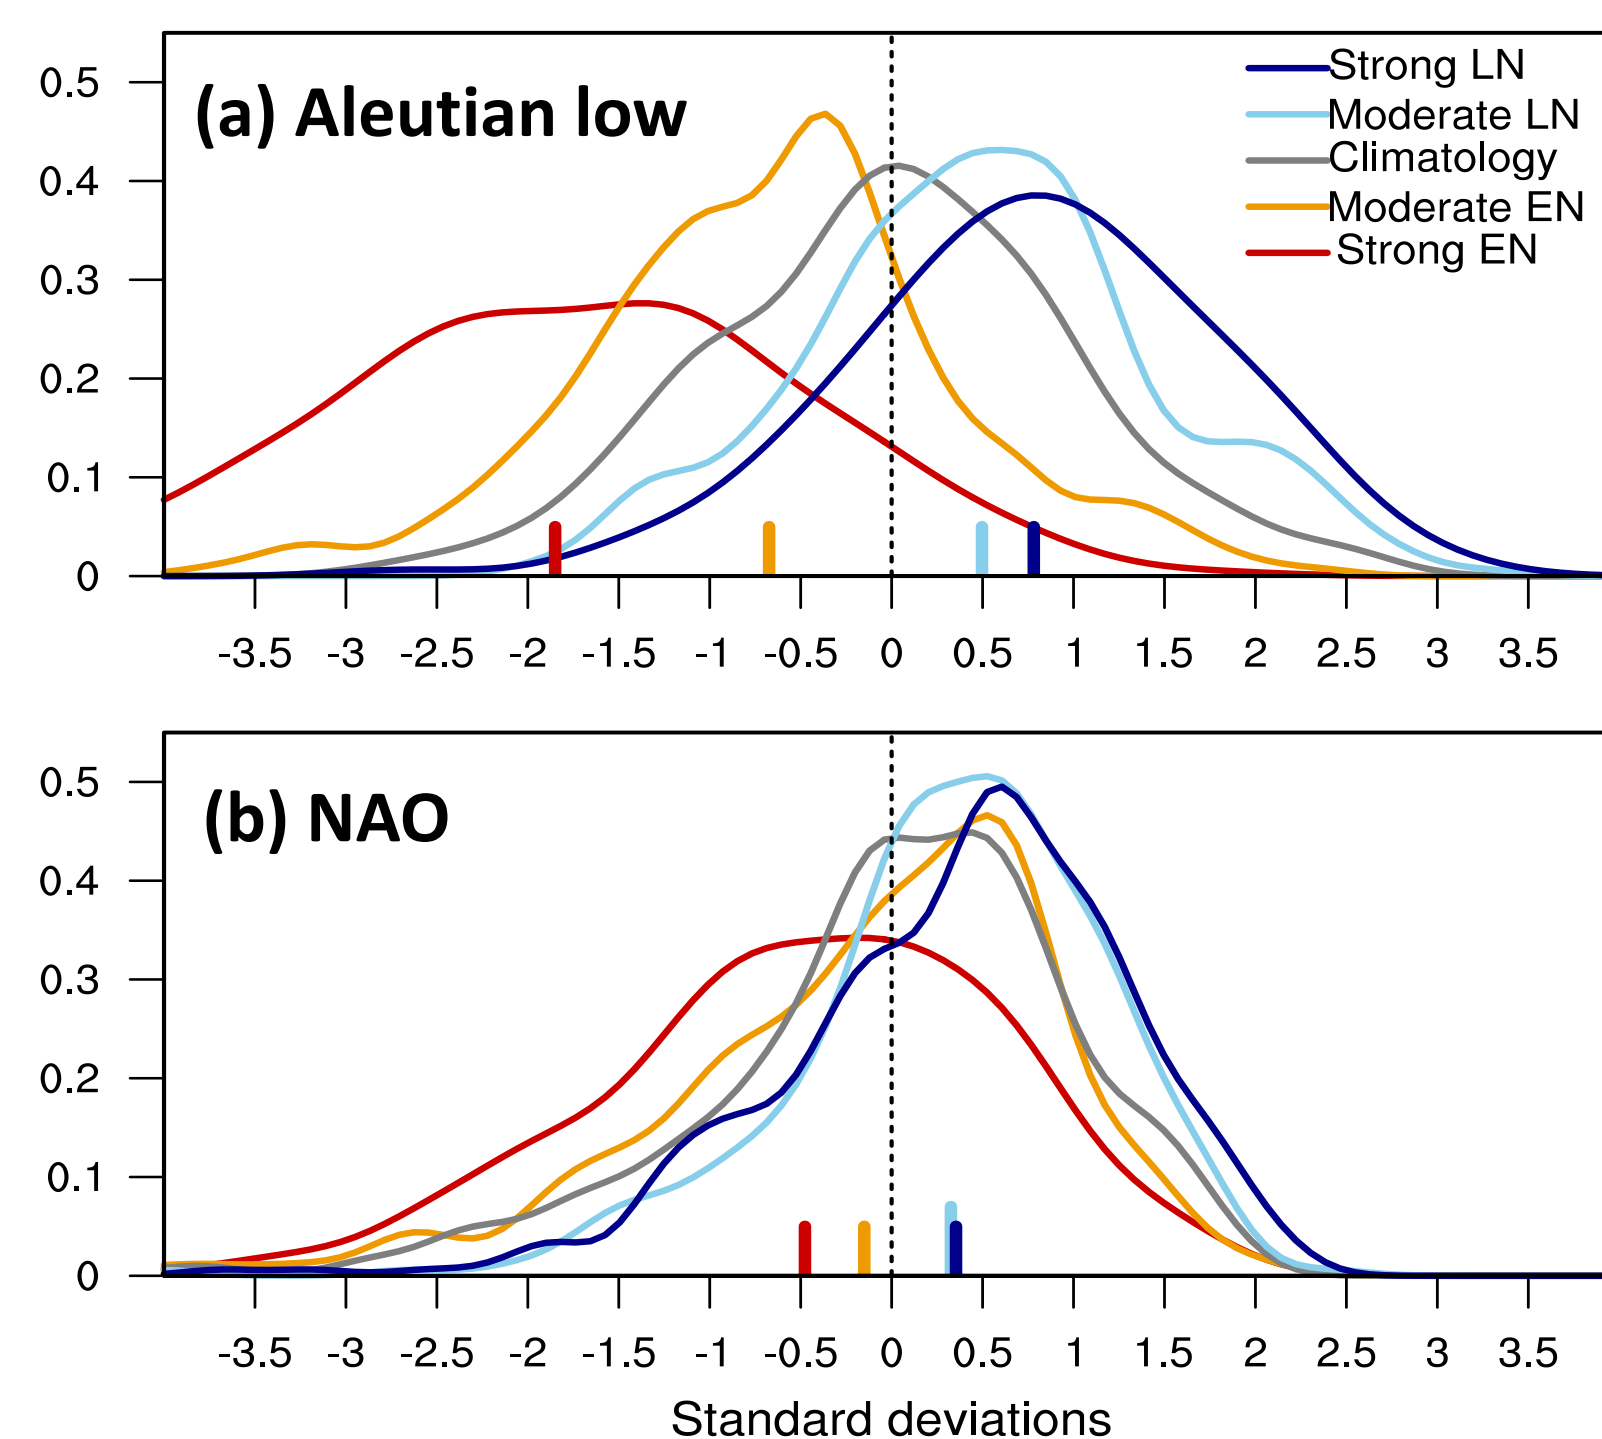 (a) Aleutian low
Strong LN
Moderate LN
Climatology
Moderate EN
Strong EN
0.5
0.4
0.3
0.2
0.1
0
-3.5 -3 -2.5 -2 -1.5 -1 -0.5 0 0.5 1 1.5 2 2.5 3 3.5
(b) NAO
0.5
0.4
0.3
0.2
0.1
0
-3.5 -3 -2.5 -2 -1.5 -1 -0.5 0 0.5 1 1.5 2 2.5 3 3.5
Standard deviations